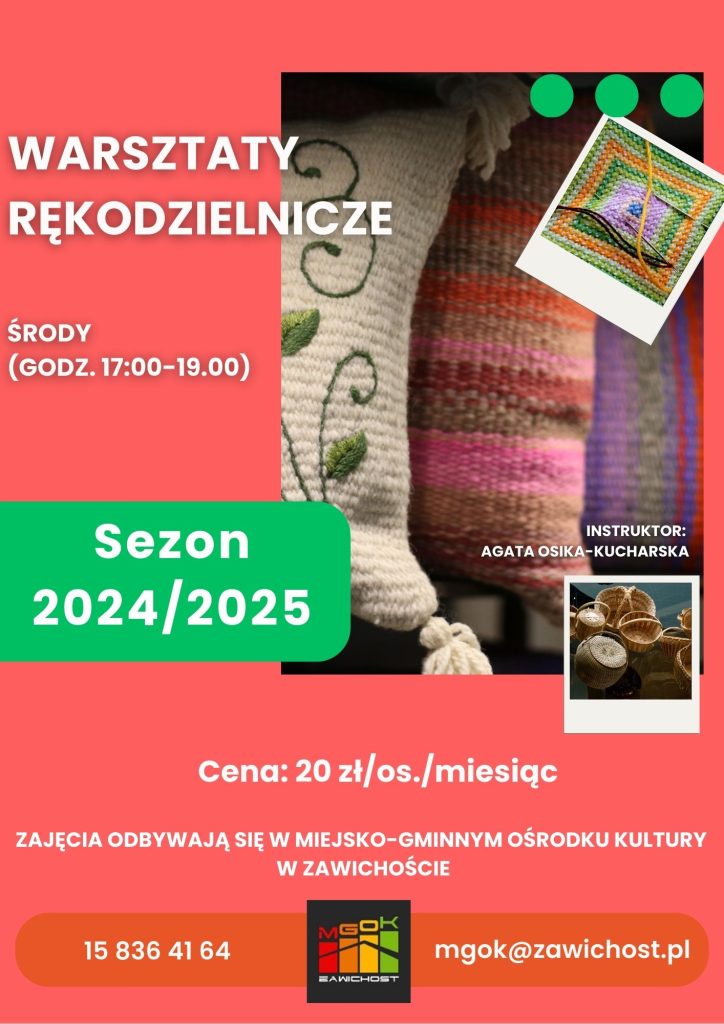 WARSZTATY
RĘKODZIELNICZE
ŚRODY
(GODZ. 17:00-19.00)
Sezon
2024/2025
INSTRUKTOR:
AGATA OSIKA-KUCHARSKA
Cena: 20 zł/os./miesiąc
ZAJĘCIA ODBYWAJĄ SIĘ W MIEJSKO-GMINNYM OŚRODKU KULTURY
W ZAWICHOŚCIE
15 836 41 64
MGOK
ZAWICHOST
mgok@zawichost.pl